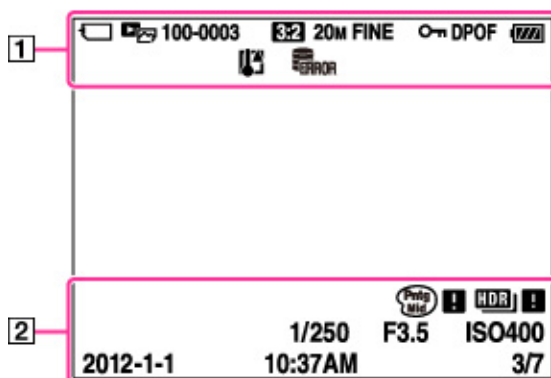 1
100-0003 3:2 20M FINE DPOF
ERROR
2
Pntg Mid ! HDR !
1/250 F3.5 ISO400
2012-1-1 10:37AM 3/7